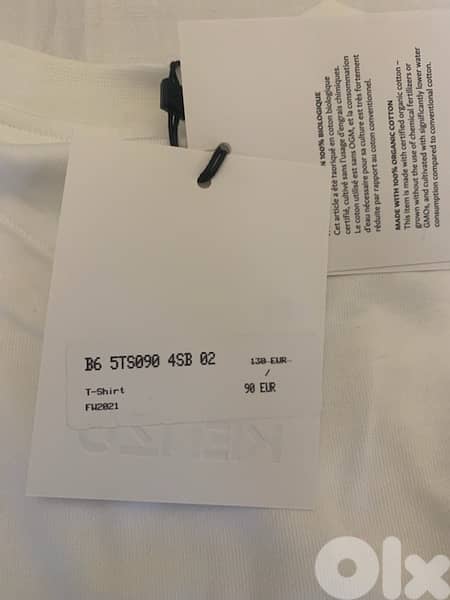 N 100% BIOLOGIQUE
Cet article a été fabriqué en coton biologique
certifié, cultivé sans l'usage d'engrais chimiques.
Le coton utilisé est sans OGM, et la consommation
d'eau nécessaire pour sa culture est très fortement
réduite par rapport au coton conventionnel.
MADE WITH 100% ORGANIC COTTON
This item is made with certified organic cotton –
grown without the use of chemical fertilizers or
GMOs, and cultivated with significantly lower water
consumption compared to conventional cotton.
B6 5TS090 4SB 02
130 EUR
/
T-Shirt
90 EUR
FW2021
KENZO
Olx